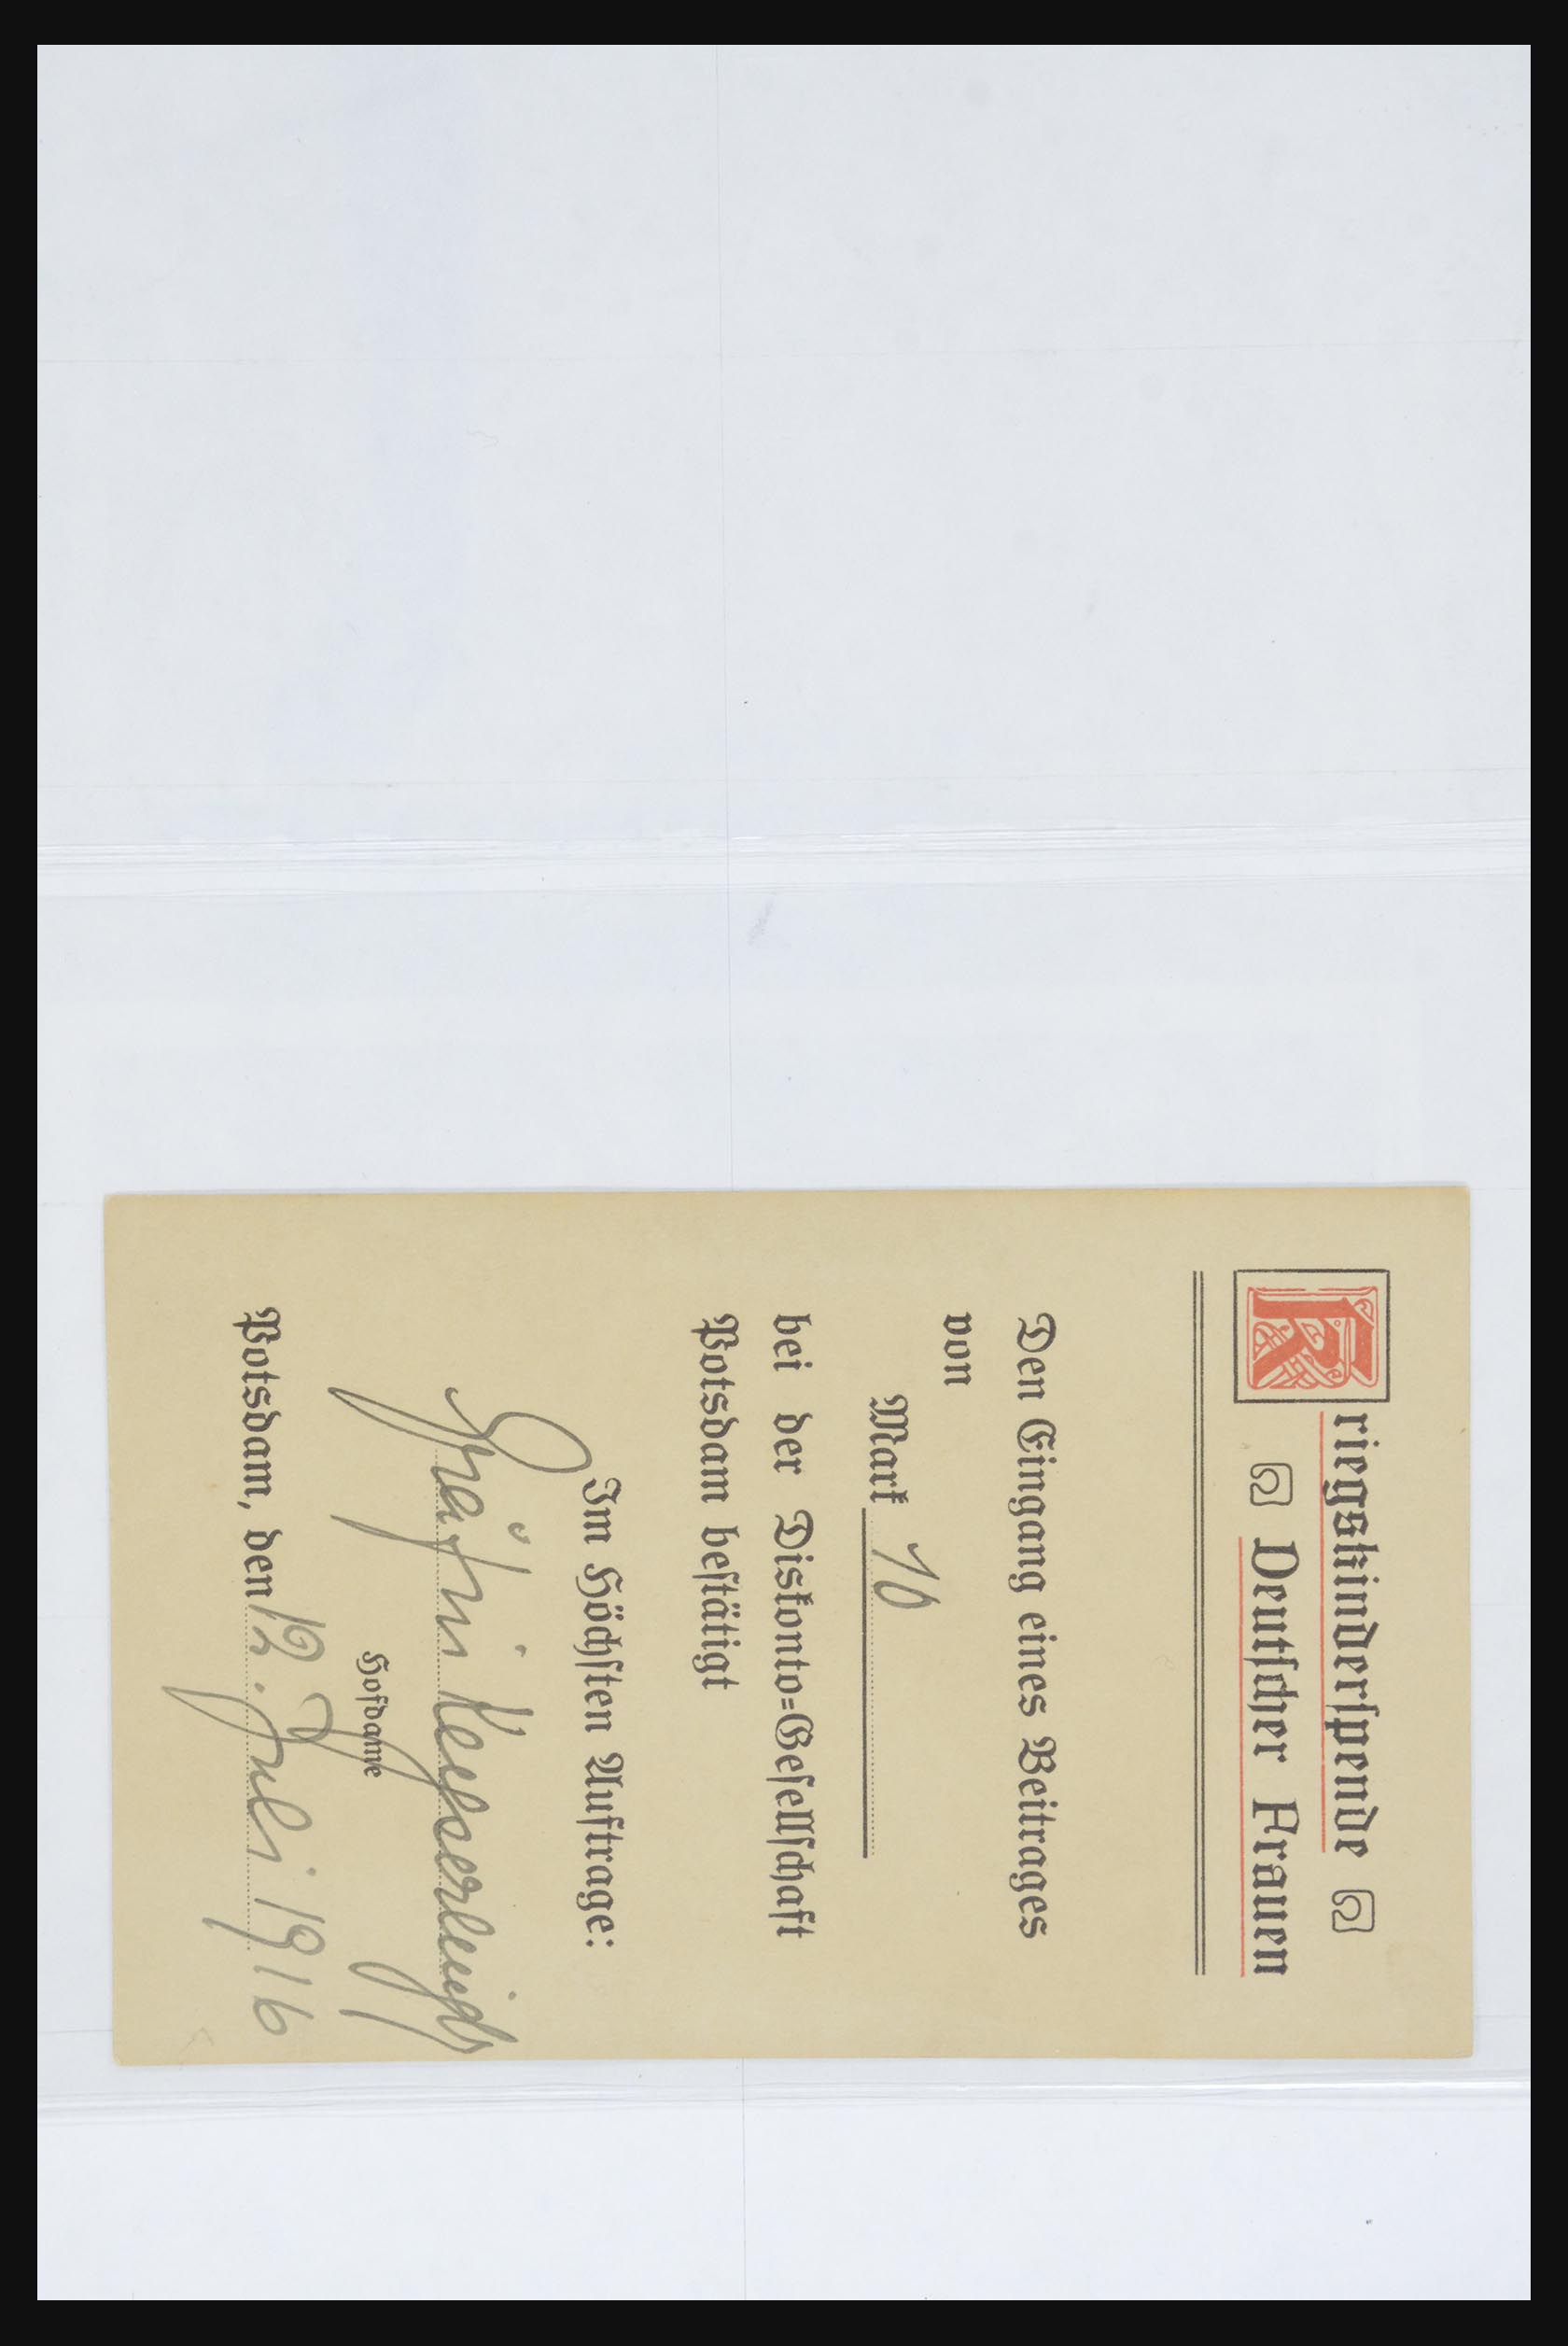 Kriegskinderspende
Deutscher Frauen
Den Eingang eines Beitrages
von
Mark 10
bei der Diskonto=Gesellschaft
Potsdam bestätigt
Im Höchsten Auftrage:
Gräfin Keyserlingk
Hofdame
Potsdam, den 12. Juli 1916